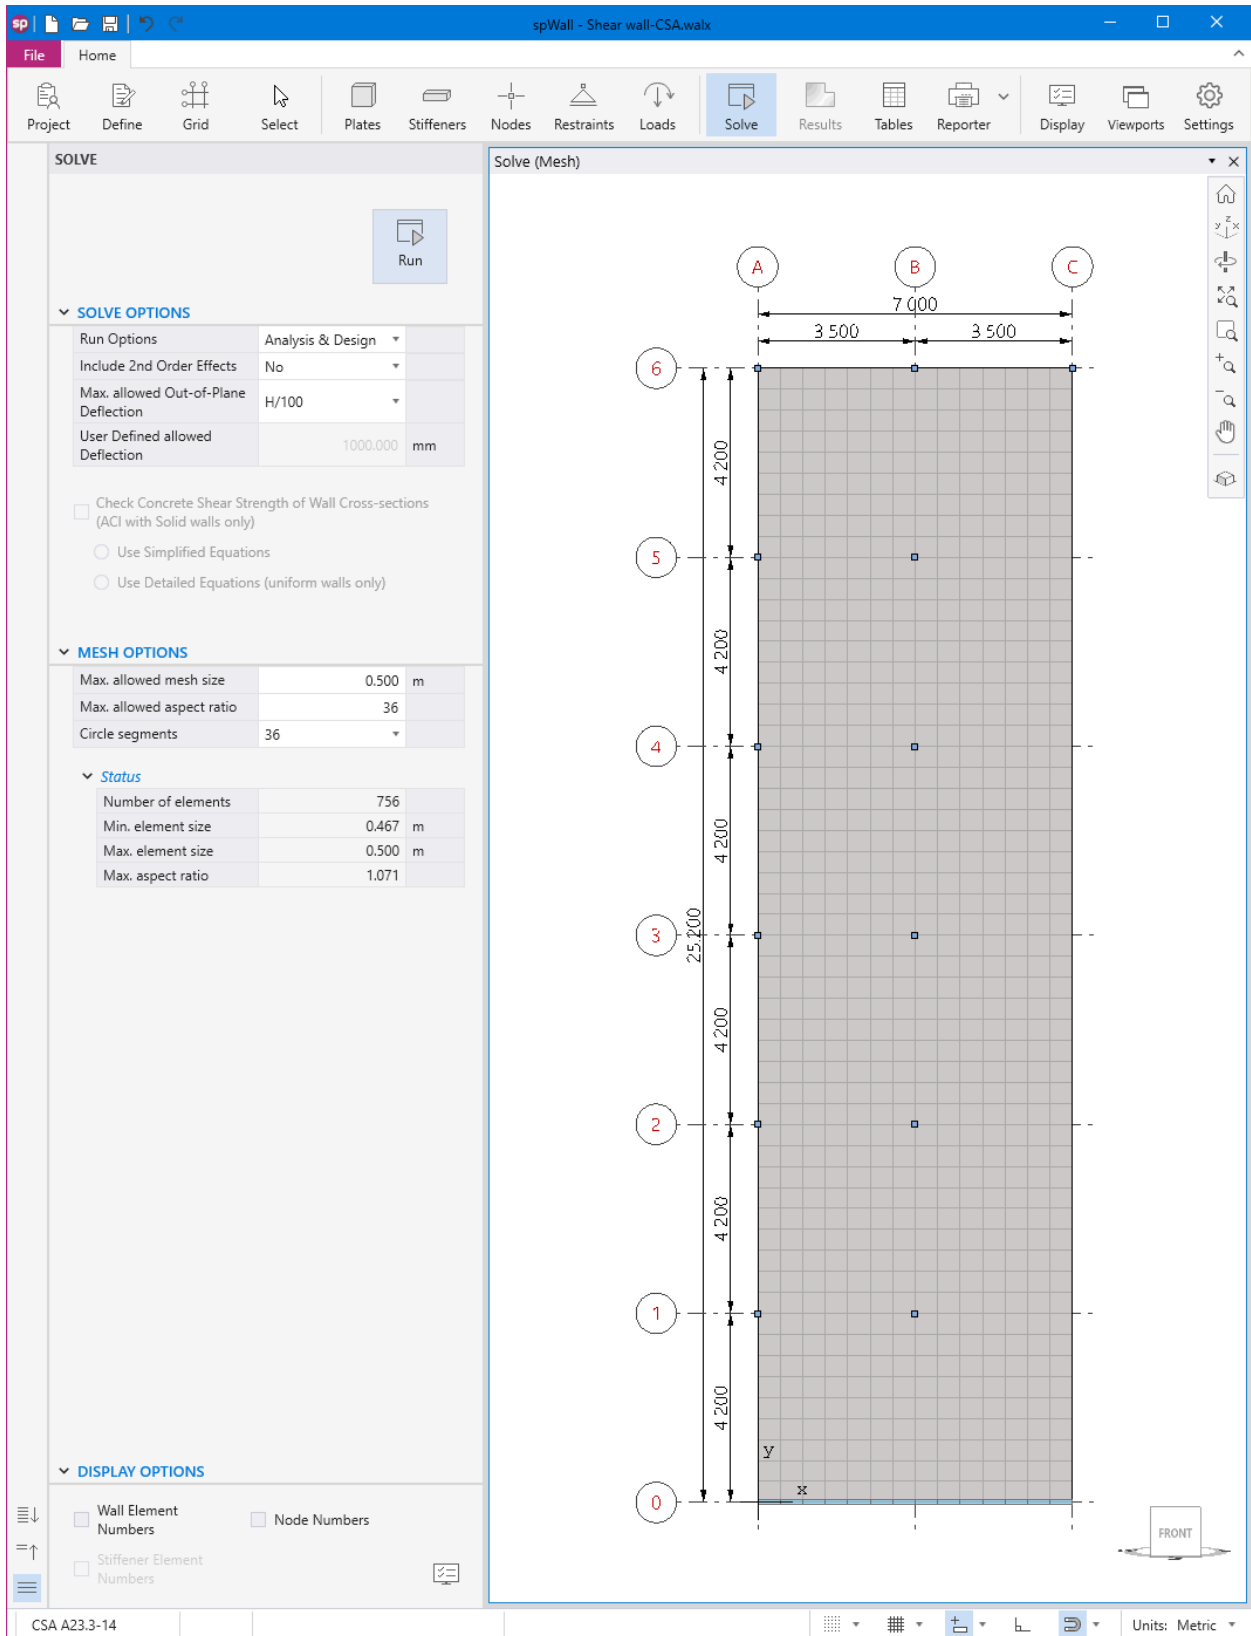 sp
spWall - Shear wall-CSA.walx
File
Home
Project
Define
Grid
Select
Plates
Stiffeners
Nodes
Restraints
Loads
Solve
Results
Tables
Reporter
Display
Viewports
Settings
SOLVE
Run
SOLVE OPTIONS
Run Options Analysis & Design
Include 2nd Order Effects No
Max. allowed Out-of-Plane
Deflection
H/100
User Defined allowed
Deflection
1000.000 mm
Check Concrete Shear Strength of Wall Cross-sections
(ACI with Solid walls only)
Use Simplified Equations
Use Detailed Equations (uniform walls only)
MESH OPTIONS
Max. allowed mesh size 0.500 m
Max. allowed aspect ratio 36
Circle segments 36
Status
Number of elements 756
Min. element size 0.467 m
Max. element size 0.500 m
Max. aspect ratio 1.071
DISPLAY OPTIONS
Wall Element
Numbers
Node Numbers
Stiffener Element
Numbers
Solve (Mesh)
y z x
A B C
7 000
3 500 3 500
6
4 200
5
4 200
4
4 200
3
25 200
4 200
2
4 200
1
4 200
y
x
0
FRONT
CSA A23.3-14
Units: Metric